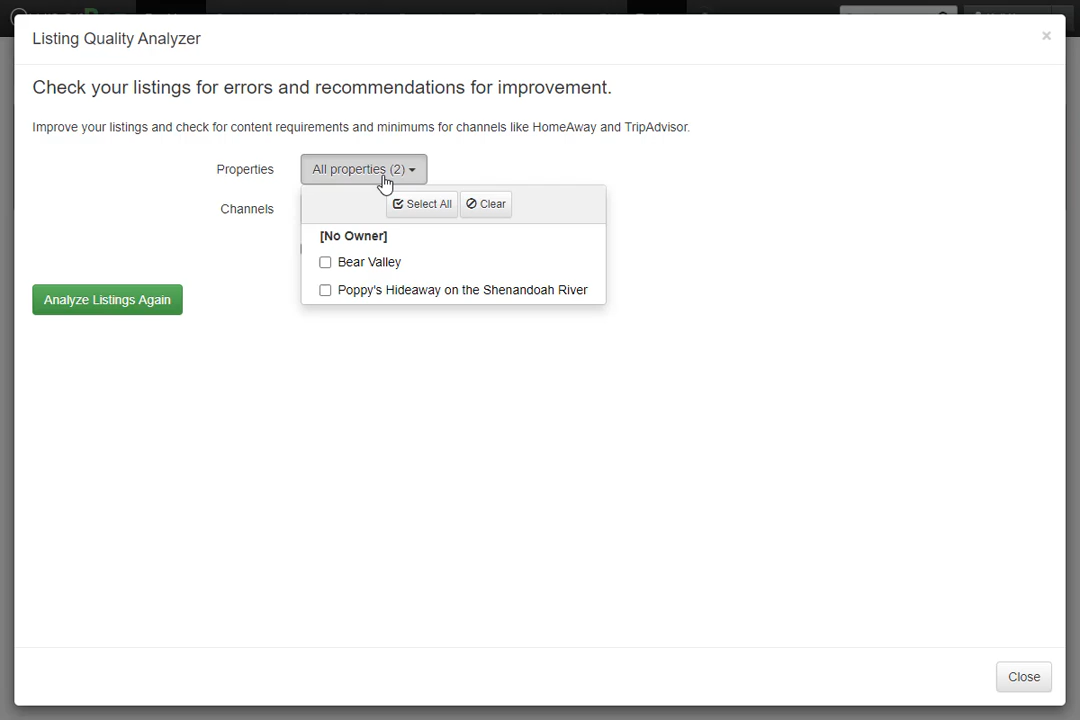 Listing Quality Analyzer
×
Check your listings for errors and recommendations for improvement.
Improve your listings and check for content requirements and minimums for channels like HomeAway and TripAdvisor.
Properties
All properties (2)
Channels
Select All
Clear
[No Owner]
Bear Valley
Poppy's Hideaway on the Shenandoah River
Analyze Listings Again
Close